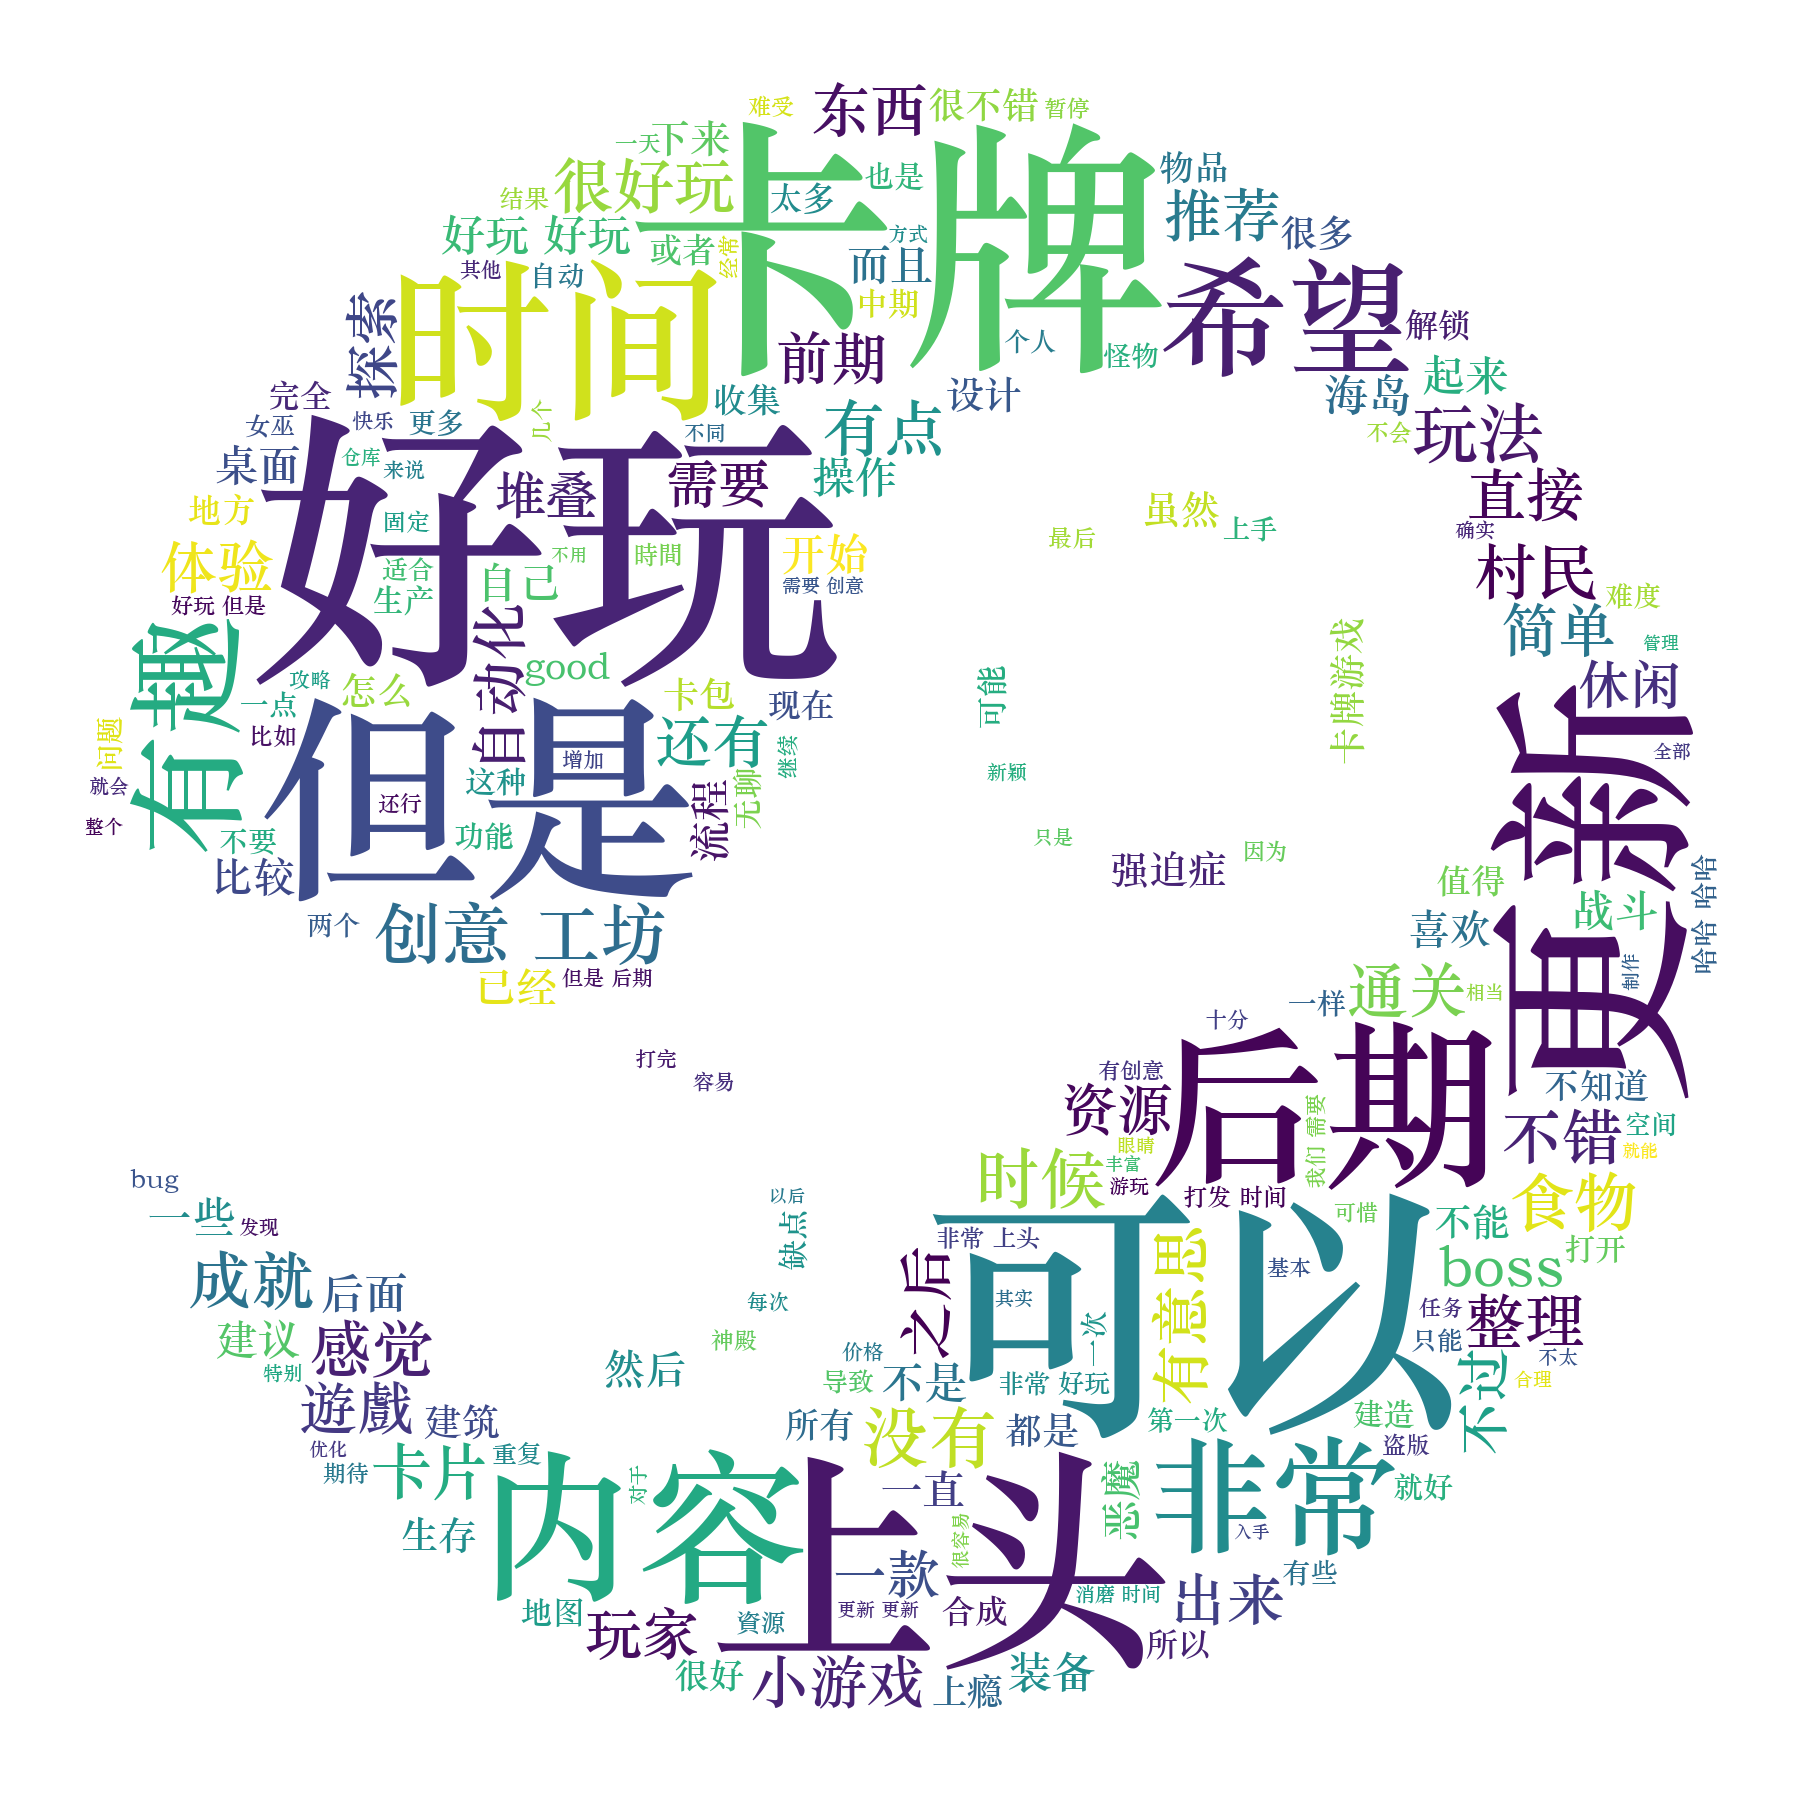 难受
东西
很不错
暂停
一天
下来
卡牌
很好玩
太多
也是
物品
结果
推荐
很多
好玩 好玩
或者
经常
方式
而且
希望
其他
自动
时间
中期
探索
前期
个人
怪物
解锁
海岛
起来
完全
女巫
快乐
更多
几个
收集
设计
不同
有点
不会
玩法
桌面
仓库
来说
好玩
堆叠
需要
操作
直接
地方
固定
虽然
上手
最后
确实
体验
不用
時間
开始
村民
适合
生产
自己
需要 创意
难度
好玩 但是
简单
管理
有趣
自动化
good
卡牌游戏
攻略
怎么
卡包
现在
可能
休闲
一点
问题
比如
但是
还有
更新
全部
增加
继续
就会
这种
新颖
还行
无聊
流程
整个
不要
功能
只是
因为
比较
强迫症
值得
哈哈 哈哈
战斗
两个
创意 工坊
喜欢
已经
但是 后期
通关
相当
制作
一样
十分
打完
容易
后期
有创意
资源
不知道
我们 需要
不错
空间
眼睛
就能
bug
时候
丰富
游玩
打发 时间
以后
一些
发现
可以
可惜
不能
食物
缺点
非常 上头
有意思
打开
成就
后面
之后
其实
基本
boss
每次
任务
整理
建议
感觉
神殿
价格
一次
只能
不太
特别
然后
导致
不是
非常 好玩
不过
合理
遊戲
建筑
所有
没有
都是
第一次
建造
盗版
优化
期待
卡片
重复
内容
对于
上头
一直
恶魔
非常
就好
生存
很容易
入手
一款
有些
地图
玩家
資源
更新 更新
合成
消磨 时间
出来
所以
很好
小游戏
上瘾
装备